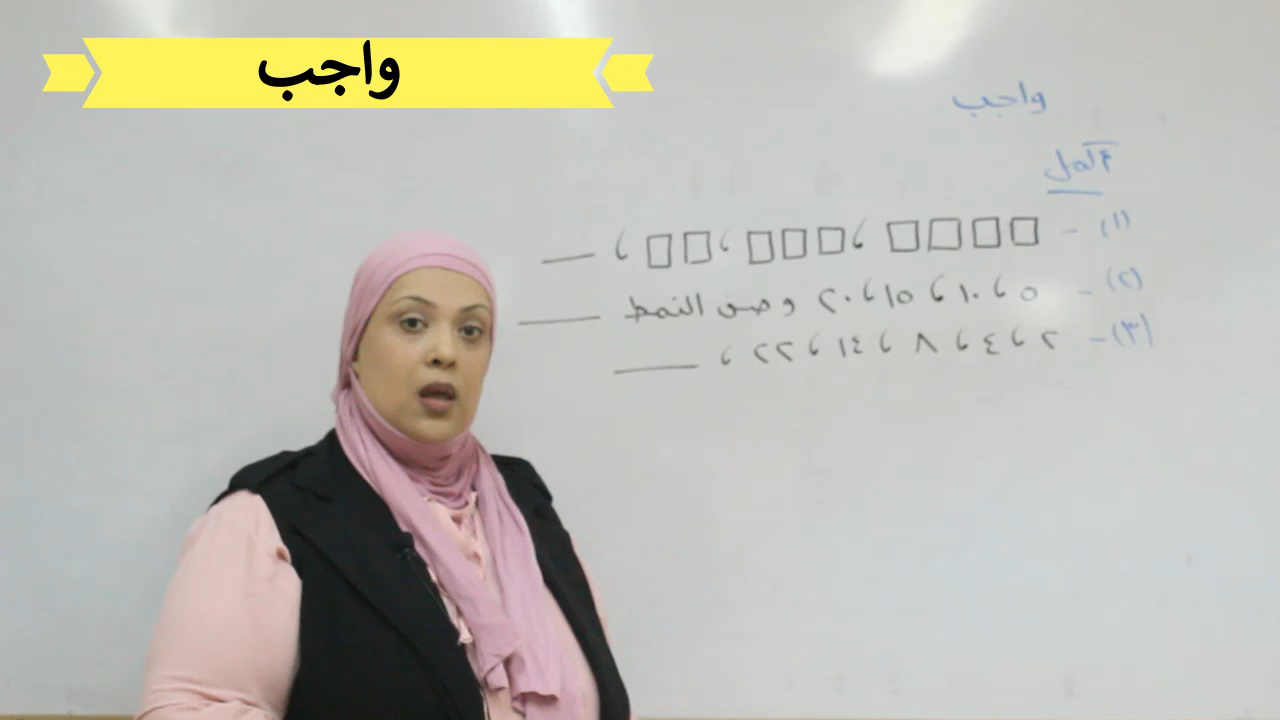 واجب
واجب
أكمل
(١) - □□□□ ، □□□ ، □□ ، ___
(٢) - ٥ ، ١٠ ، ١٥ ، ٢٠ وصف النمط ___
(٣) - ٢ ، ٤ ، ٨ ، ١٤ ، ٢٢ ، ___